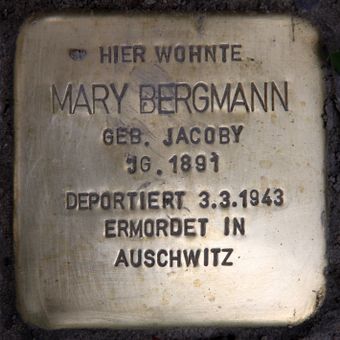 HIER WOHNTE
MARY BERGMANN
GEB. JACOBY
JG. 1891
DEPORTIERT 3.3.1943
ERMORDET IN
AUSCHWITZ